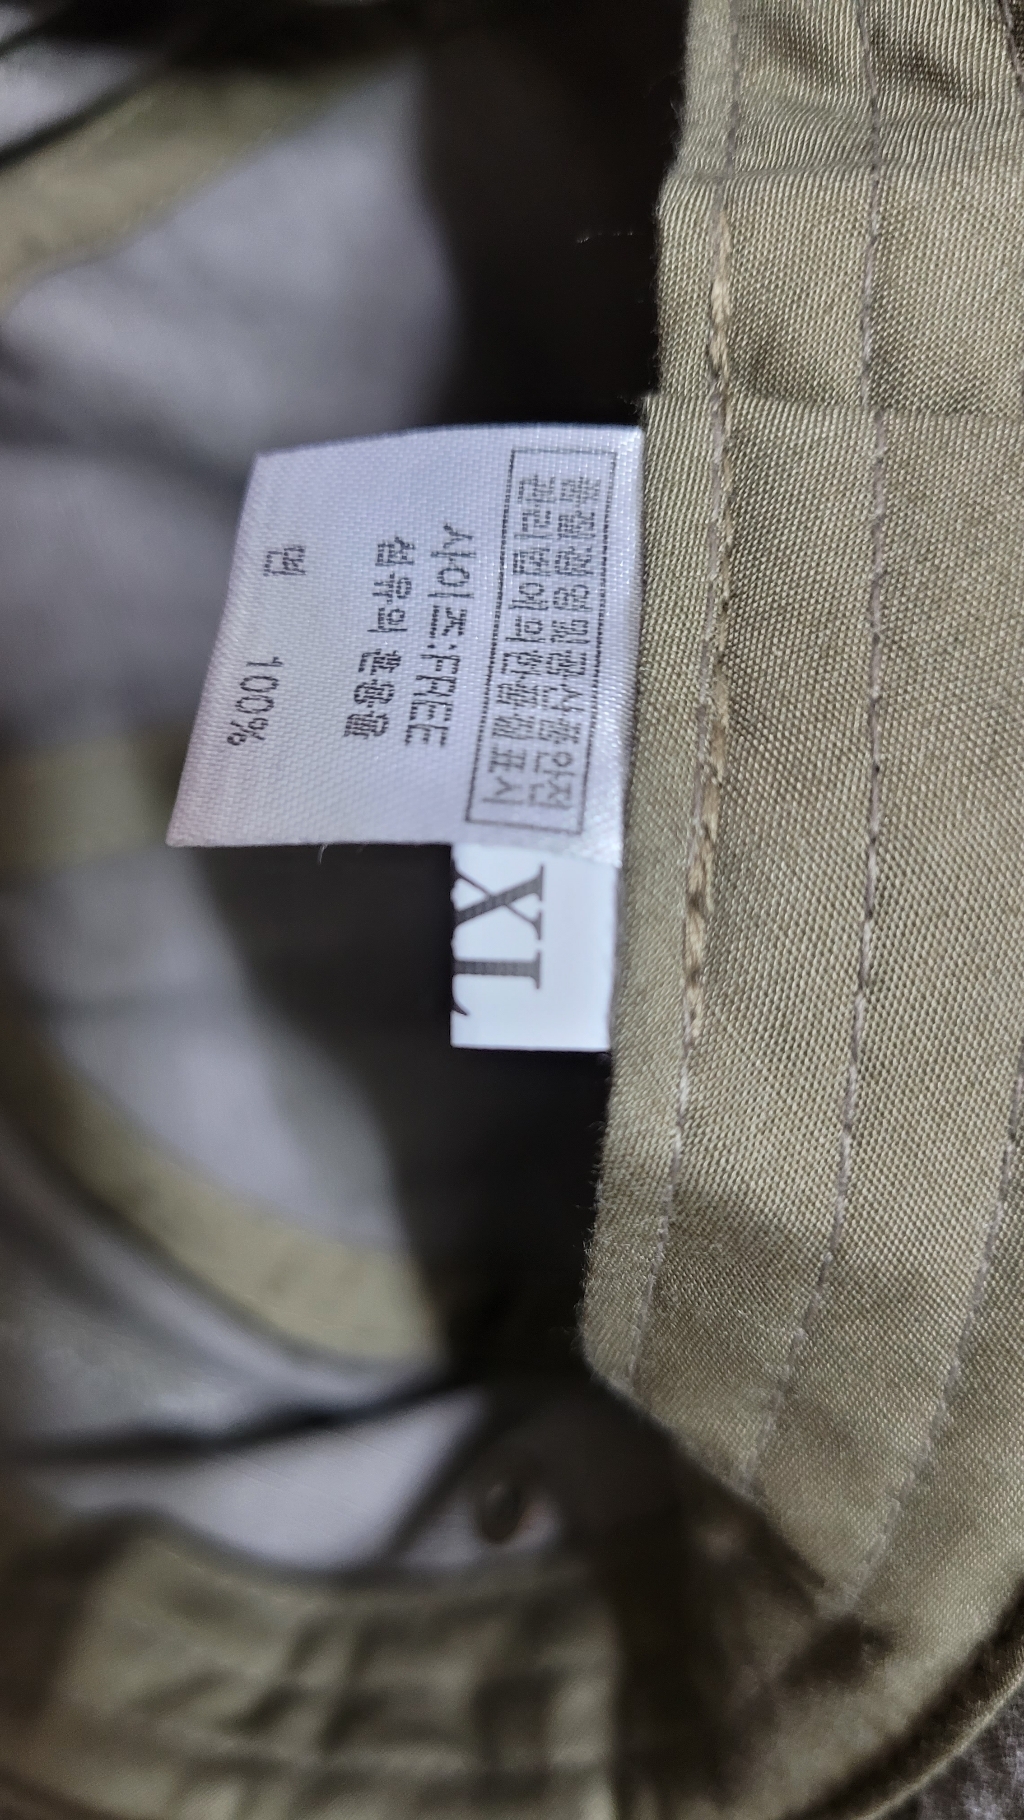 품질경영및공산품안전
관리법에의한품질표시
사이즈:FREE
섬유의 혼용률
면 100%
XL